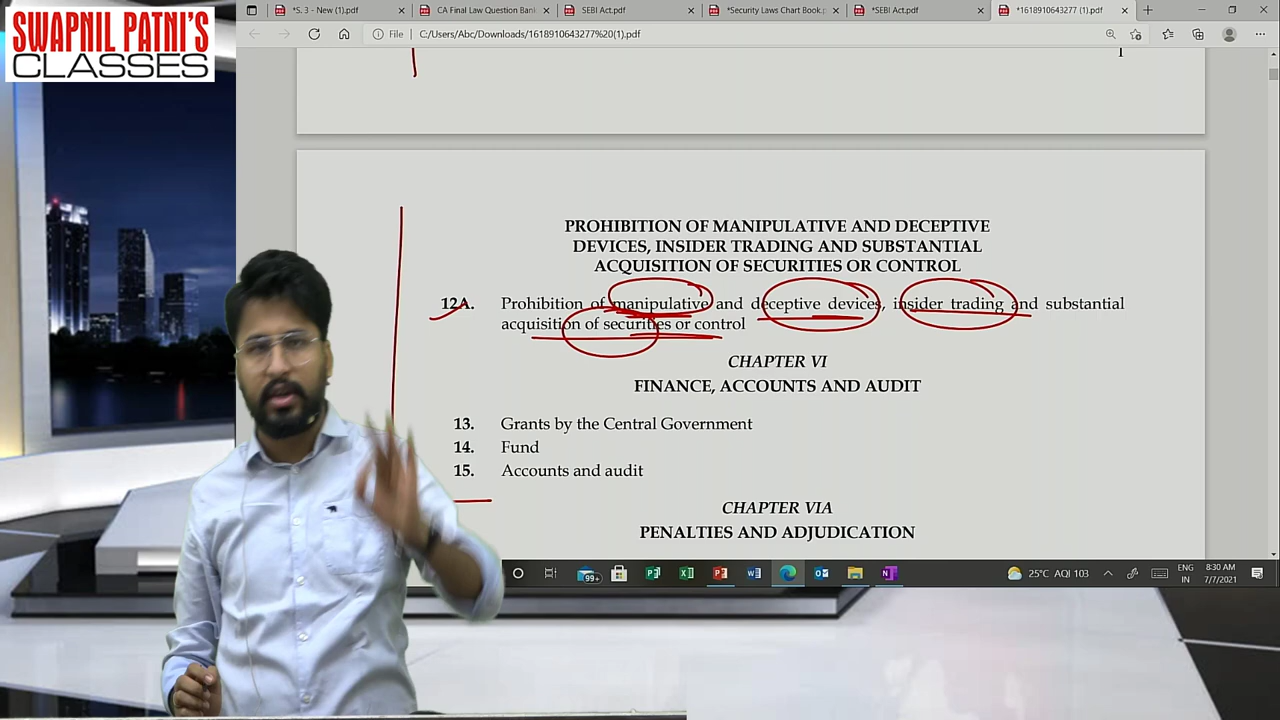 SWAPNIL PATNI'S
CLASSES
*S. 3 - New (1).pdf
CA Final Law Question Bank
SEBI Act.pdf
*Security Laws Chart Book.p
*SEBI Act.pdf
*1618910643277 (1).pdf
File
C:/Users/Abc/Downloads/1618910643277%20(1).pdf
1
PROHIBITION OF MANIPULATIVE AND DECEPTIVE
DEVICES, INSIDER TRADING AND SUBSTANTIAL
ACQUISITION OF SECURITIES OR CONTROL
12A. Prohibition of manipulative and deceptive devices, insider trading and substantial
acquisition of securities or control
CHAPTER VI
FINANCE, ACCOUNTS AND AUDIT
13. Grants by the Central Government
14. Fund
15. Accounts and audit
CHAPTER VIA
PENALTIES AND ADJUDICATION
99+
25°C AQI 103
ENG
IN
8:30 AM
7/7/2021